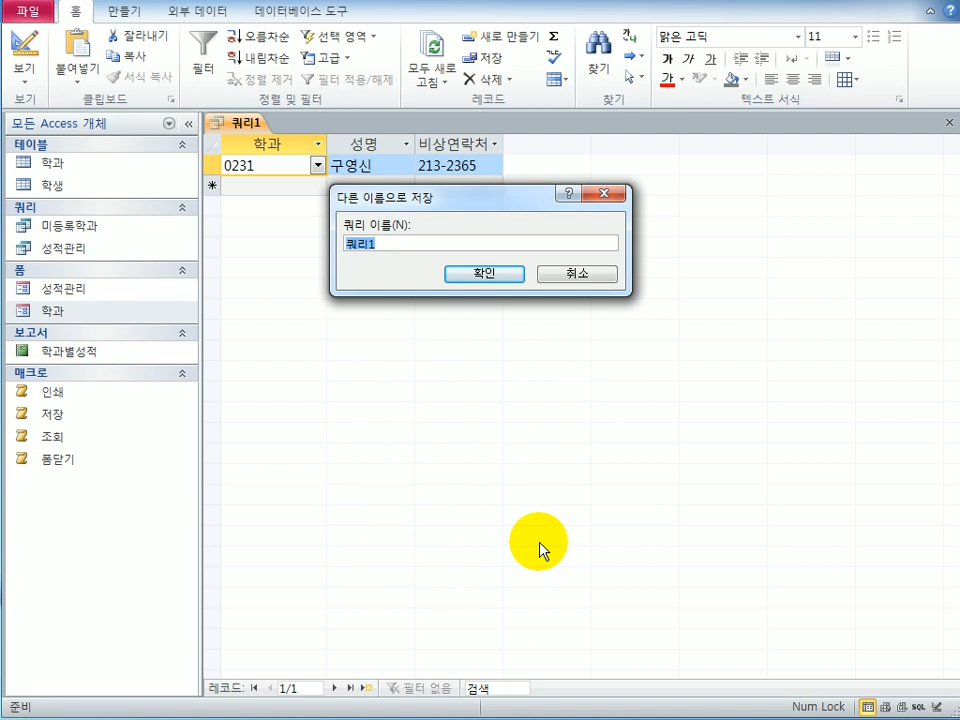 파일 홈 만들기 외부 데이터 데이터베이스 도구
보기
보기
붙여넣기
잘라내기
복사
서식 복사
클립보드
필터
오름차순
내림차순
정렬 제거
선택 영역
고급
필터 적용/해제
정렬 및 필터
모두 새로
고침
새로 만들기
저장
삭제
레코드
찾기
찾기
맑은 고딕 11
가 가 가
가
텍스트 서식
모든 Access 개체
테이블
학과
학생
쿼리
미등록학과
성적관리
폼
성적관리
학과
보고서
학과별성적
매크로
인쇄
저장
조회
폼닫기
쿼리1
학과 성명 비상연락처
0231 구영신 213-2365
다른 이름으로 저장
쿼리 이름(N):
쿼리1
확인 취소
레코드: 1/1 필터 없음 검색
준비 Num Lock SQL